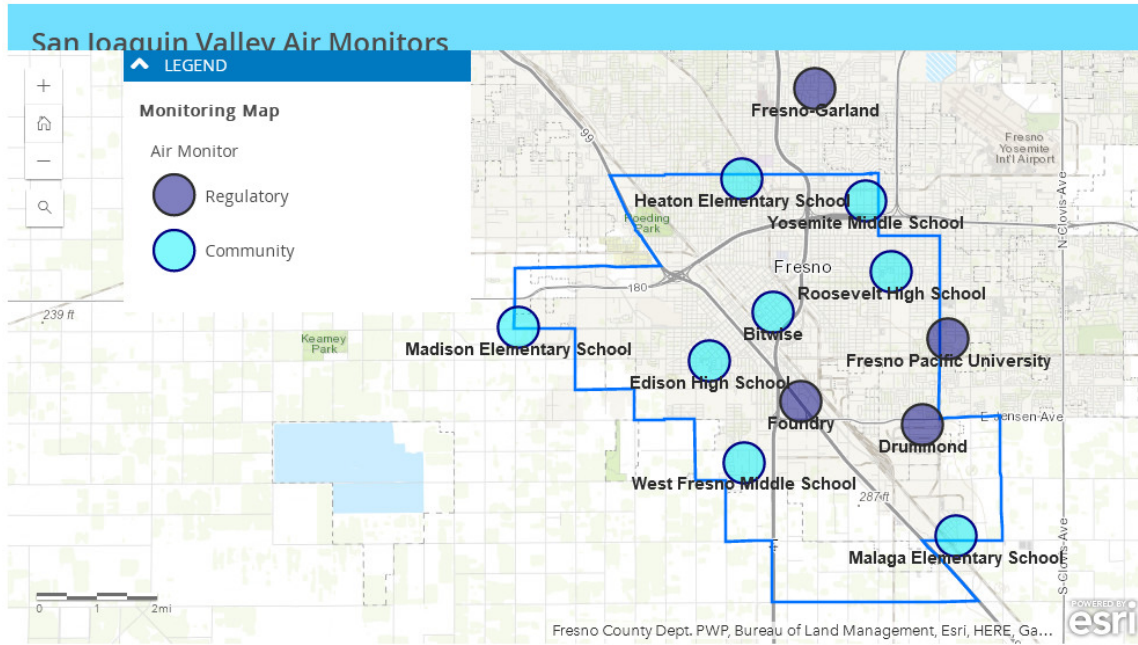 San Joaquin Valley Air Monitors
LEGEND
Monitoring Map
Air Monitor
Regulatory
Community
99
Fresno-Garland
Fresno
Yosemite
Int'l Airport
Heaton Elementary School
Yosemite Middle School
Roeding
Park
N-Clovis-Ave
Fresno
180
Roosevelt High School
239 ft
Kearney
Park
Bitwise
Madison Elementary School
Fresno Pacific University
Edison High School
Foundry
E-Jensen Ave
Drummond
West Fresno Middle School
287 ft
Malaga Elementary School
S-Clovis-Ave
0 1 2mi
Fresno County Dept. PWP, Bureau of Land Management, Esri, HERE, Ga...
POWERED BY
esri